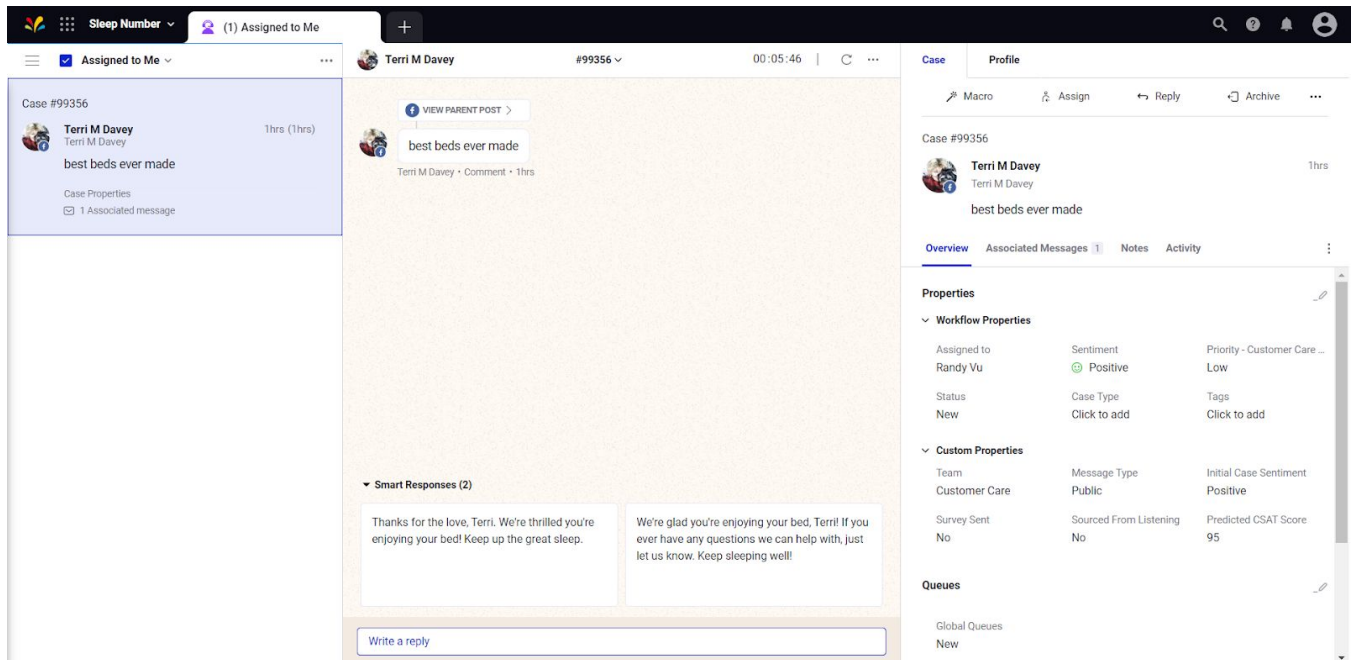 Sleep Number
(1) Assigned to Me
Assigned to Me
Case #99356
Terri M Davey
1hrs (1hrs)
Terri M Davey
best beds ever made
Case Properties
1 Associated message
Terri M Davey
#99356
00:05:46
VIEW PARENT POST
best beds ever made
Terri M Davey • Comment • 1hrs
Smart Responses (2)
Thanks for the love, Terri. We're thrilled you're
enjoying your bed! Keep up the great sleep.
We're glad you're enjoying your bed, Terri! If you
ever have any questions we can help with, just
let us know. Keep sleeping well!
Write a reply
Case
Profile
Macro
Assign
Reply
Archive
Case #99356
Terri M Davey
1hrs
Terri M Davey
best beds ever made
Overview
Associated Messages 1
Notes
Activity
Properties
Workflow Properties
Assigned to
Sentiment
Priority - Customer Care ...
Randy Vu
Positive
Low
Status
Case Type
Tags
New
Click to add
Click to add
Custom Properties
Team
Message Type
Initial Case Sentiment
Customer Care
Public
Positive
Survey Sent
Sourced From Listening
Predicted CSAT Score
No
No
95
Queues
Global Queues
New